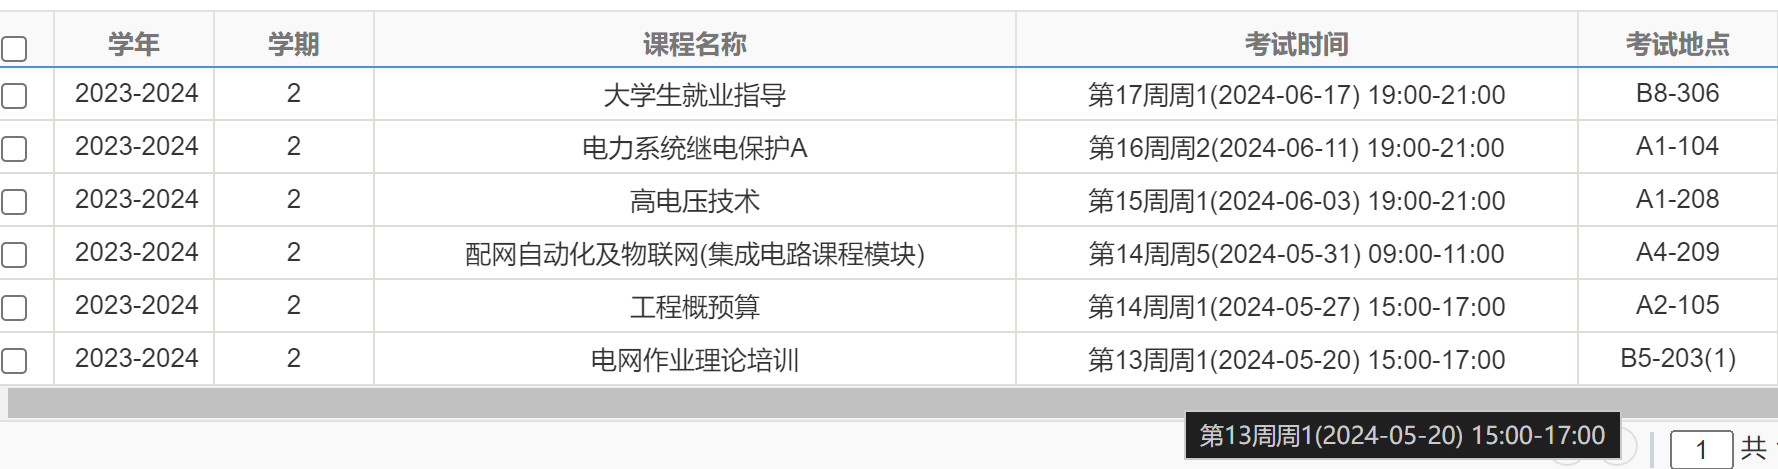 学年 学期 课程名称 考试时间 考试地点
2023-2024 2 大学生就业指导 第17周周1(2024-06-17) 19:00-21:00 B8-306
2023-2024 2 电力系统继电保护A 第16周周2(2024-06-11) 19:00-21:00 A1-104
2023-2024 2 高电压技术 第15周周1(2024-06-03) 19:00-21:00 A1-208
2023-2024 2 配网自动化及物联网(集成电路课程模块) 第14周周5(2024-05-31) 09:00-11:00 A4-209
2023-2024 2 工程概预算 第14周周1(2024-05-27) 15:00-17:00 A2-105
2023-2024 2 电网作业理论培训 第13周周1(2024-05-20) 15:00-17:00 B5-203(1)
第13周周1(2024-05-20) 15:00-17:00
1 共